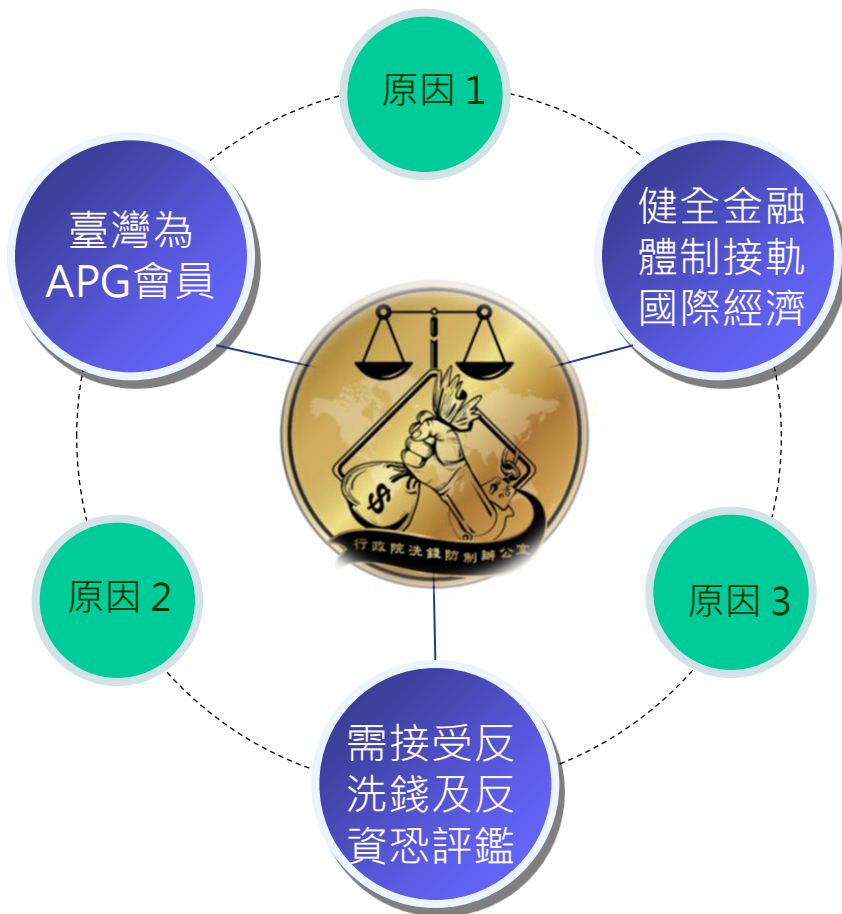 原因 1
臺灣為
APG會員
健全金融
體制接軌
國際經濟
$
行政院洗錢防制辦公室
原因 2
原因 3
需接受反
洗錢及反
資恐評鑑